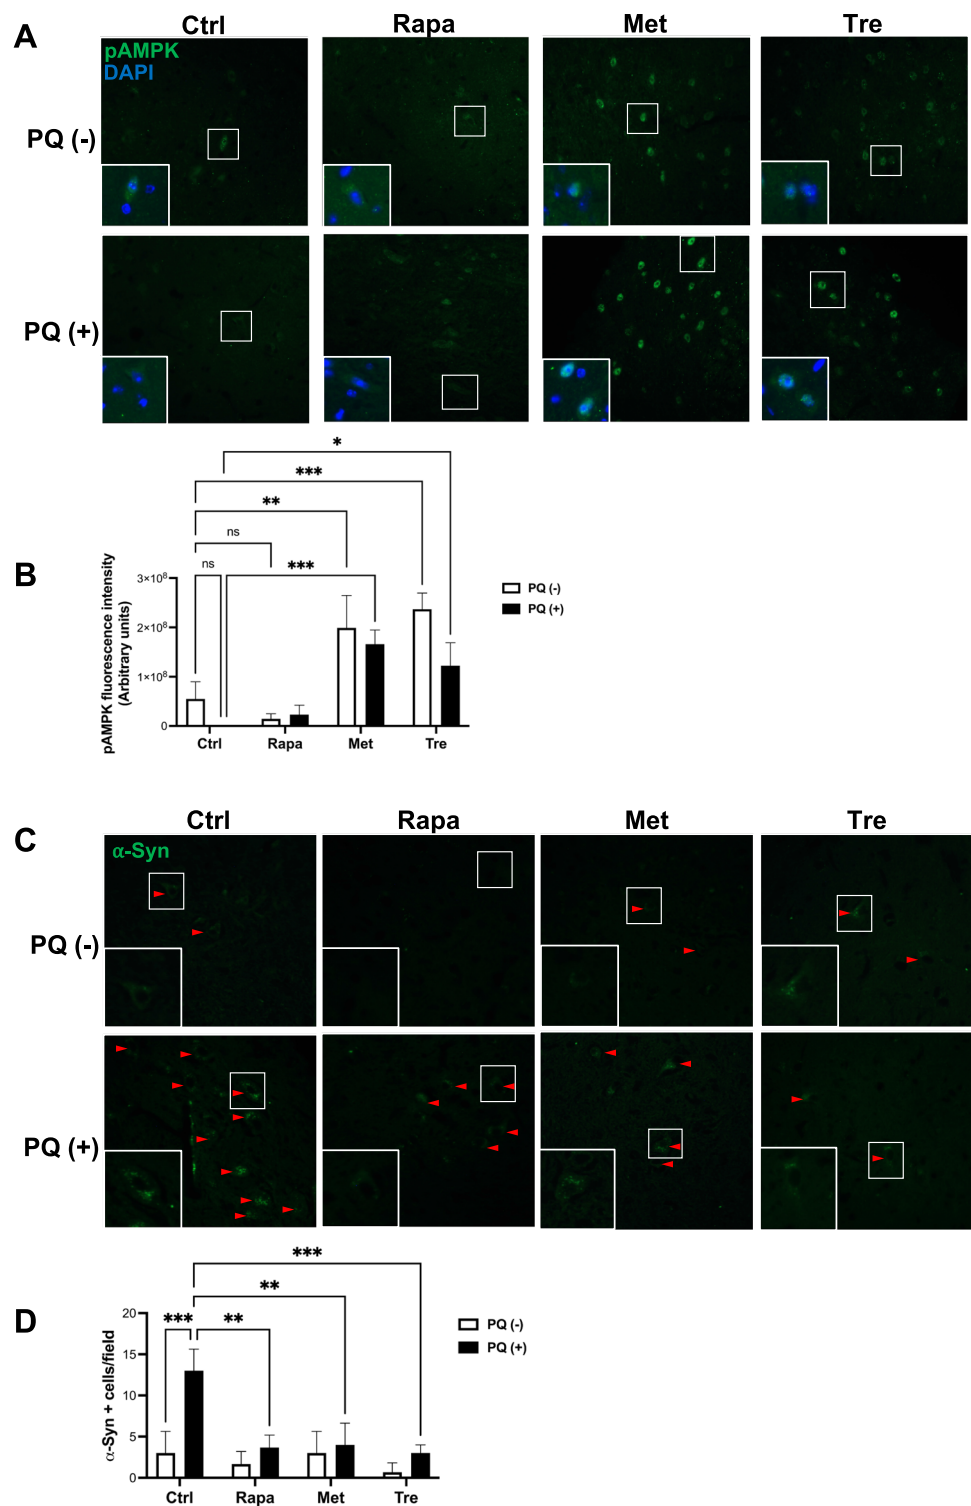 A
Ctrl
Rapa
Met
Tre
pAMPK
DAPI
PQ (-)
PQ (+)
B
*
***
**
ns
ns
***
pAMPK fluorescence intensity
(Arbitrary units)
3×10⁸
2×10⁸
1×10⁸
0
PQ (-)
PQ (+)
Ctrl
Rapa
Met
Tre
C
Ctrl
Rapa
Met
Tre
α-Syn
PQ (-)
PQ (+)
D
***
**
***
**
α-Syn + cells/field
20
15
10
5
0
PQ (-)
PQ (+)
Ctrl
Rapa
Met
Tre